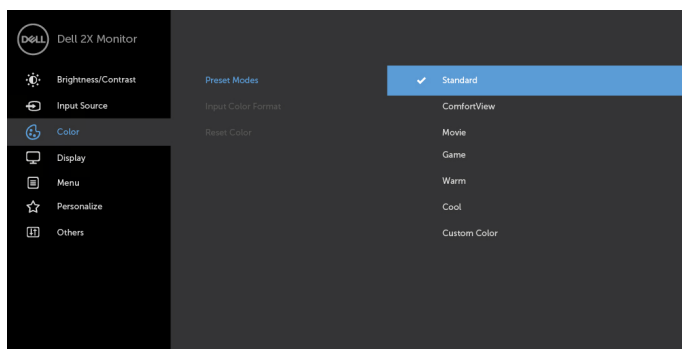 DELL
Dell 2X Monitor
Brightness/Contrast
Input Source
Color
Display
Menu
Personalize
Others
Preset Modes
Input Color Format
Reset Color
Standard
ComfortView
Movie
Game
Warm
Cool
Custom Color